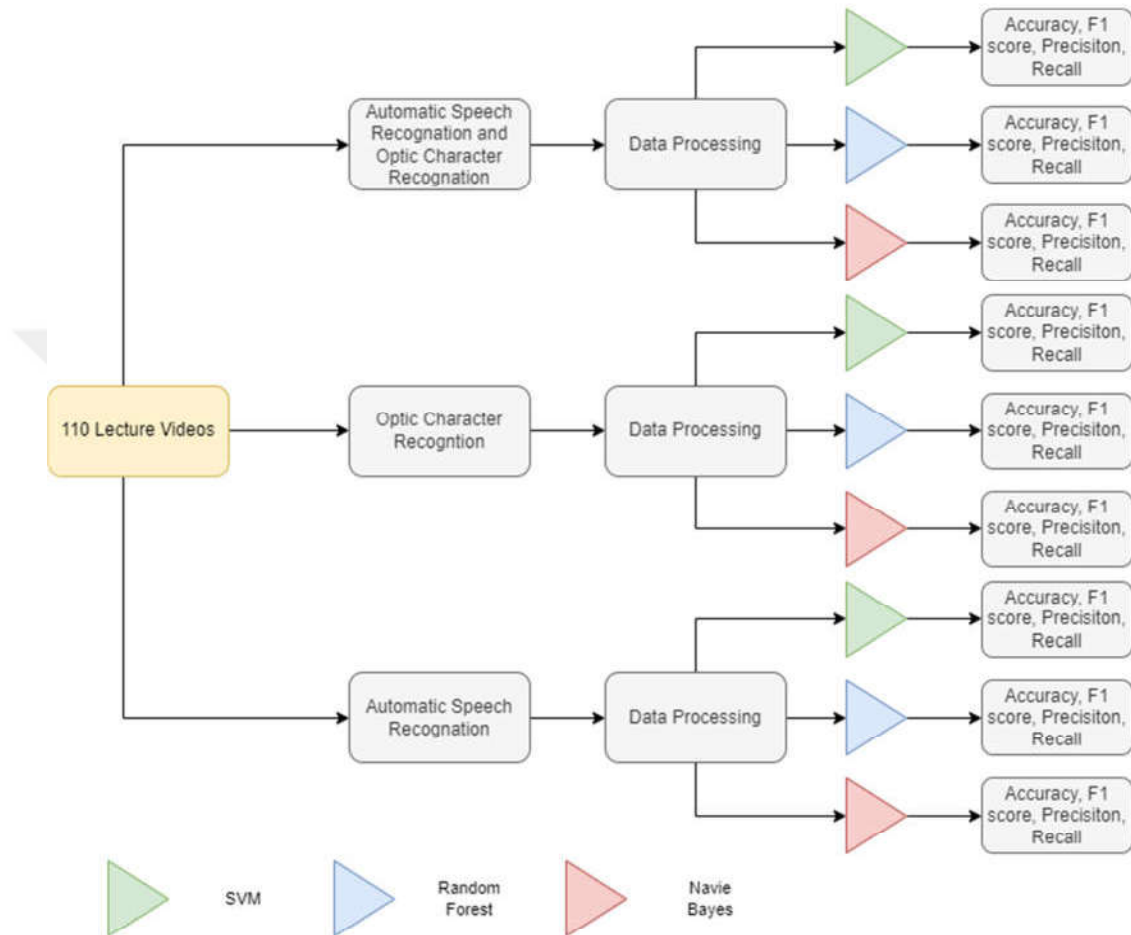 Accuracy, F1
score, Precisiton,
Recall
Automatic Speech
Recognation and
Optic Character
Recognation
Data Processing
Accuracy, F1
score, Precisiton,
Recall
Accuracy, F1
score, Precisiton,
Recall
Accuracy, F1
score, Precisiton,
Recall
110 Lecture Videos
Optic Character
Recogntion
Data Processing
Accuracy, F1
score, Precisiton,
Recall
Accuracy, F1
score, Precisiton,
Recall
Accuracy, F1
score, Precisiton,
Recall
Automatic Speech
Recognation
Data Processing
Accuracy, F1
score, Precisiton,
Recall
Accuracy, F1
score, Precisiton,
Recall
SVM
Random
Forest
Navie
Bayes